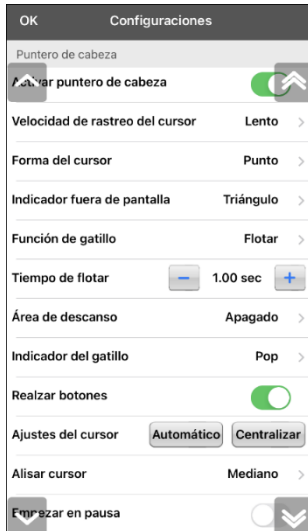 OK Configuraciones
Puntero de cabeza
Activar puntero de cabeza
Velocidad de rastreo del cursor Lento
Forma del cursor Punto
Indicador fuera de pantalla Triángulo
Función de gatillo Flotar
Tiempo de flotar − 1.00 sec +
Área de descanso Apagado
Indicador del gatillo Pop
Realzar botones
Ajustes del cursor Automático Centralizar
Alisar cursor Mediano
Empezar en pausa